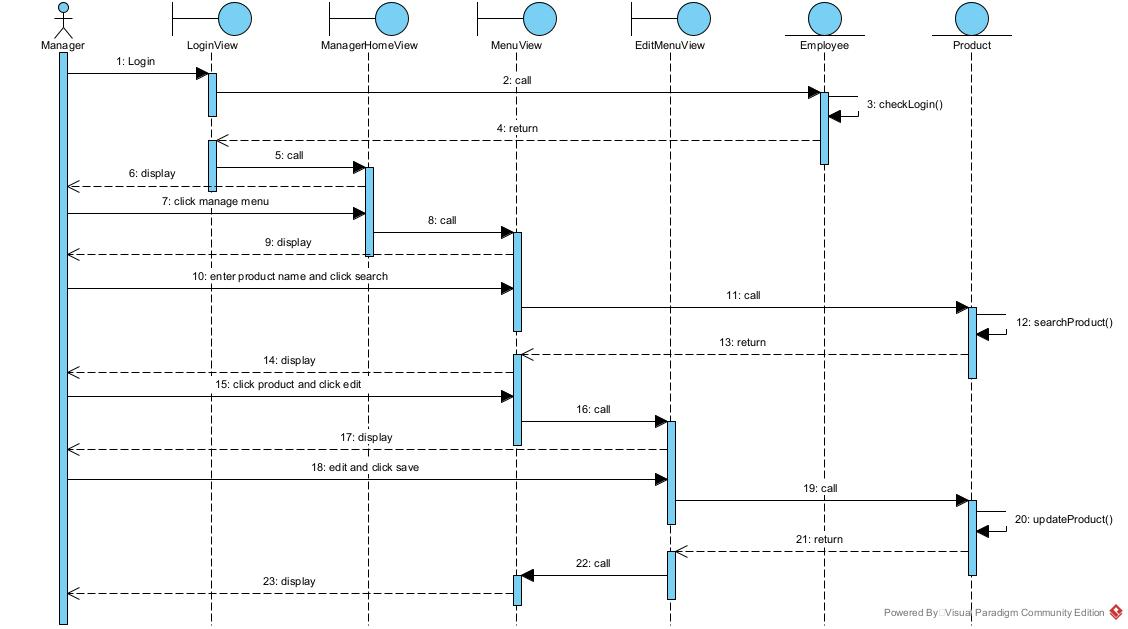 Manager LoginView ManagerHomeView MenuView EditMenuView Employee Product
1: Login
2: call
3: checkLogin()
4: return
5: call
6: display
7: click manage menu
8: call
9: display
10: enter product name and click search
11: call
12: searchProduct()
13: return
14: display
15: click product and click edit
16: call
17: display
18: edit and click save
19: call
20: updateProduct()
21: return
22: call
23: display
Powered By Visual Paradigm Community Edition